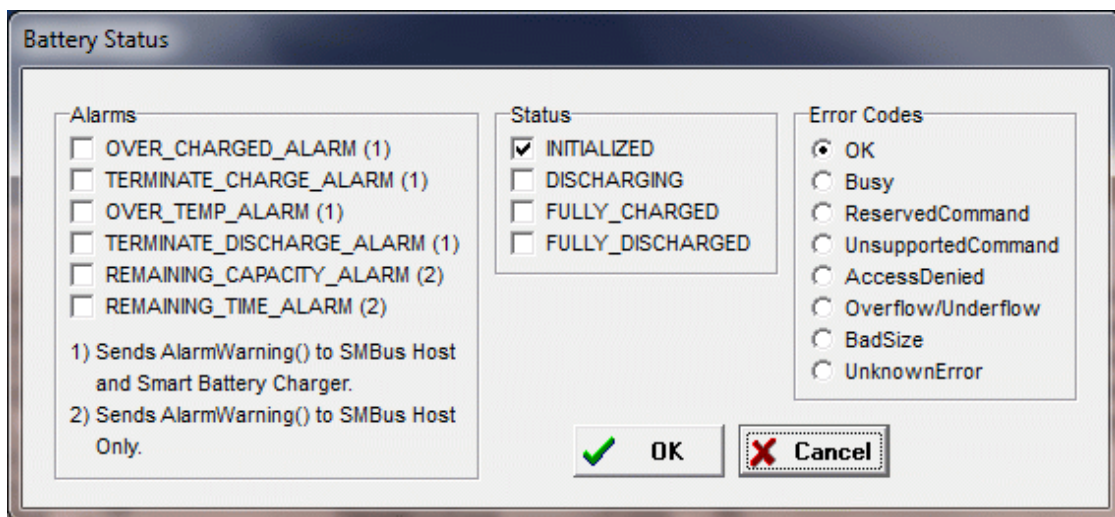 Battery Status
Alarms
OVER_CHARGED_ALARM (1)
TERMINATE_CHARGE_ALARM (1)
OVER_TEMP_ALARM (1)
TERMINATE_DISCHARGE_ALARM (1)
REMAINING_CAPACITY_ALARM (2)
REMAINING_TIME_ALARM (2)
1) Sends AlarmWarning() to SMBus Host
and Smart Battery Charger.
2) Sends AlarmWarning() to SMBus Host
Only.
Status
INITIALIZED
DISCHARGING
FULLY_CHARGED
FULLY_DISCHARGED
Error Codes
OK
Busy
ReservedCommand
UnsupportedCommand
AccessDenied
Overflow/Underflow
BadSize
UnknownError
OK
Cancel